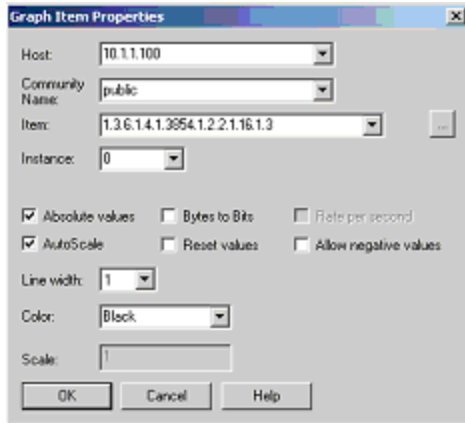 Graph Item Properties
Host: 10.1.1.100
Community Name: public
Item: 1.3.6.1.4.1.3854.1.2.2.1.16.1.3 ...
Instance: 0
Absolute values Bytes to Bits Rate per second
AutoScale Reset values Allow negative values
Line width: 1
Color: Black
Scale: 1
OK Cancel Help